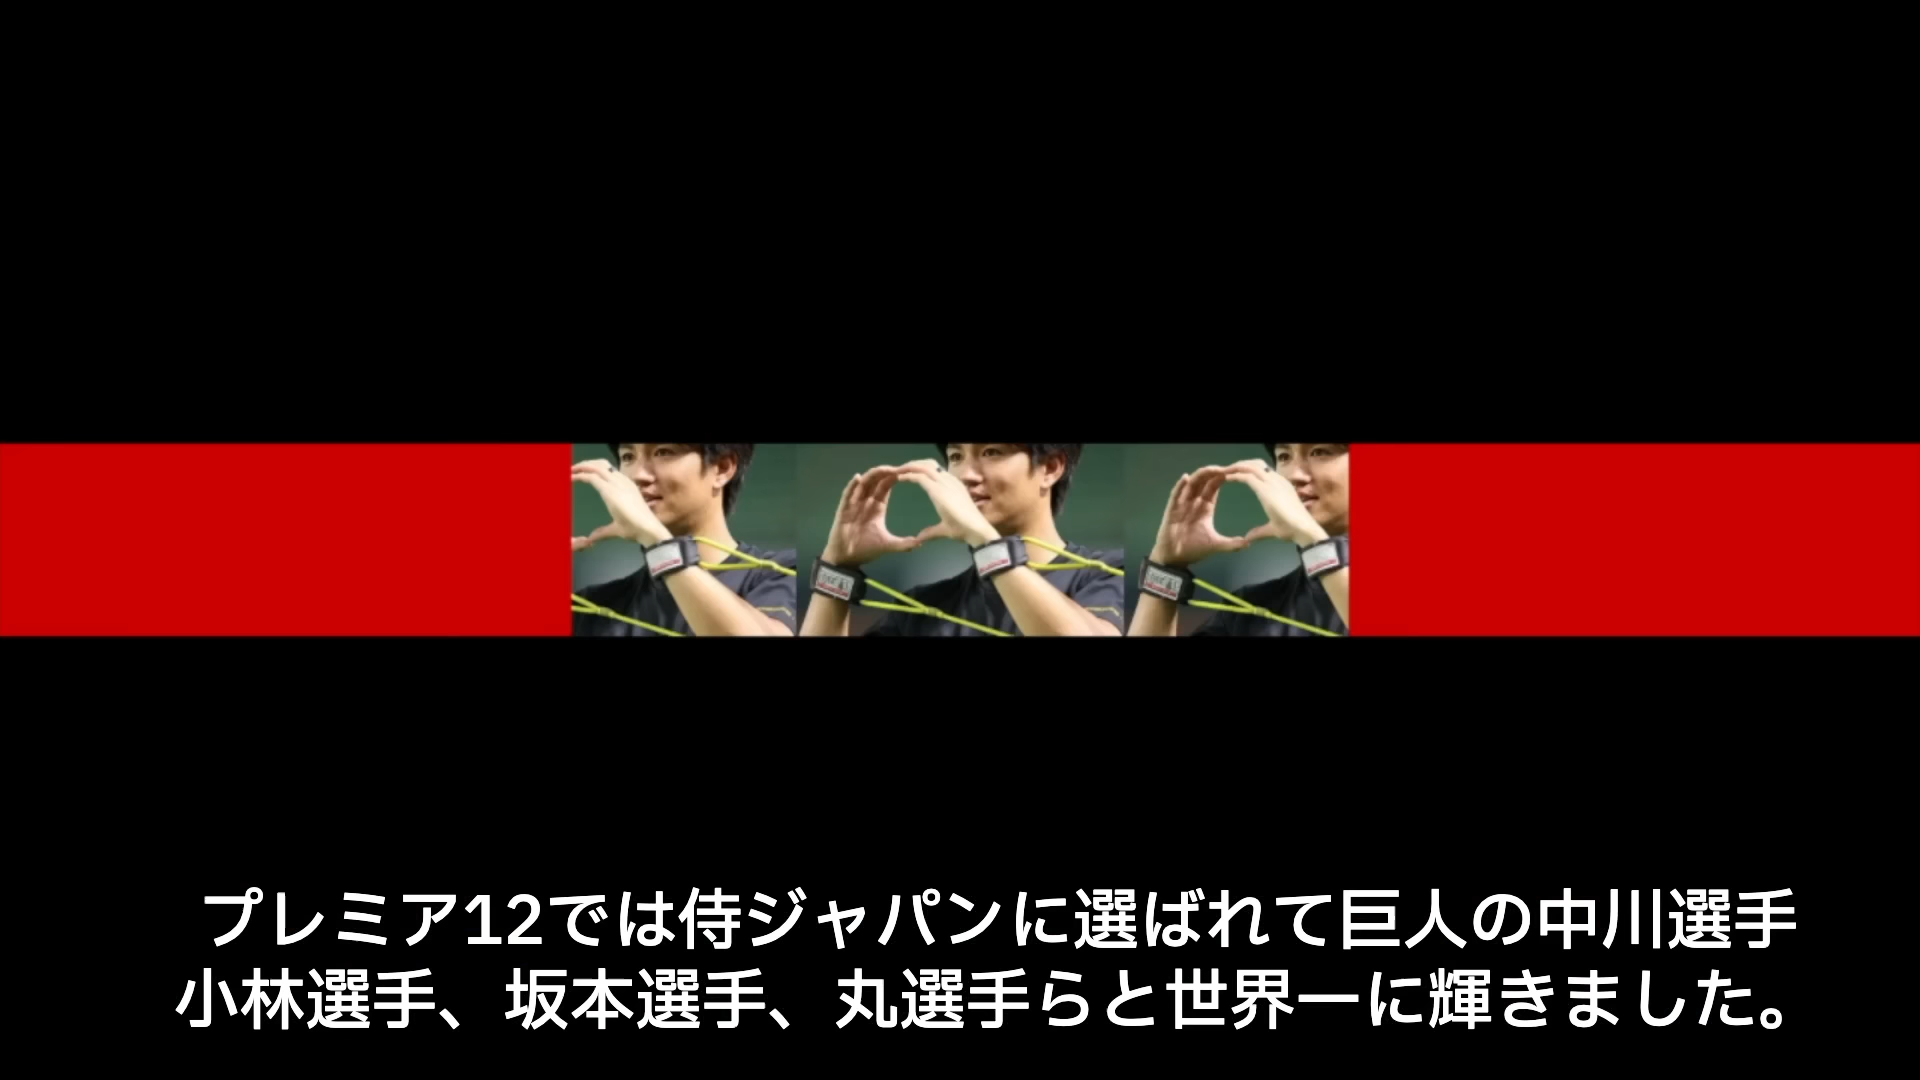 プレミア12では侍ジャパンに選ばれて巨人の中川選手
小林選手、坂本選手、丸選手らと世界一に輝きました。